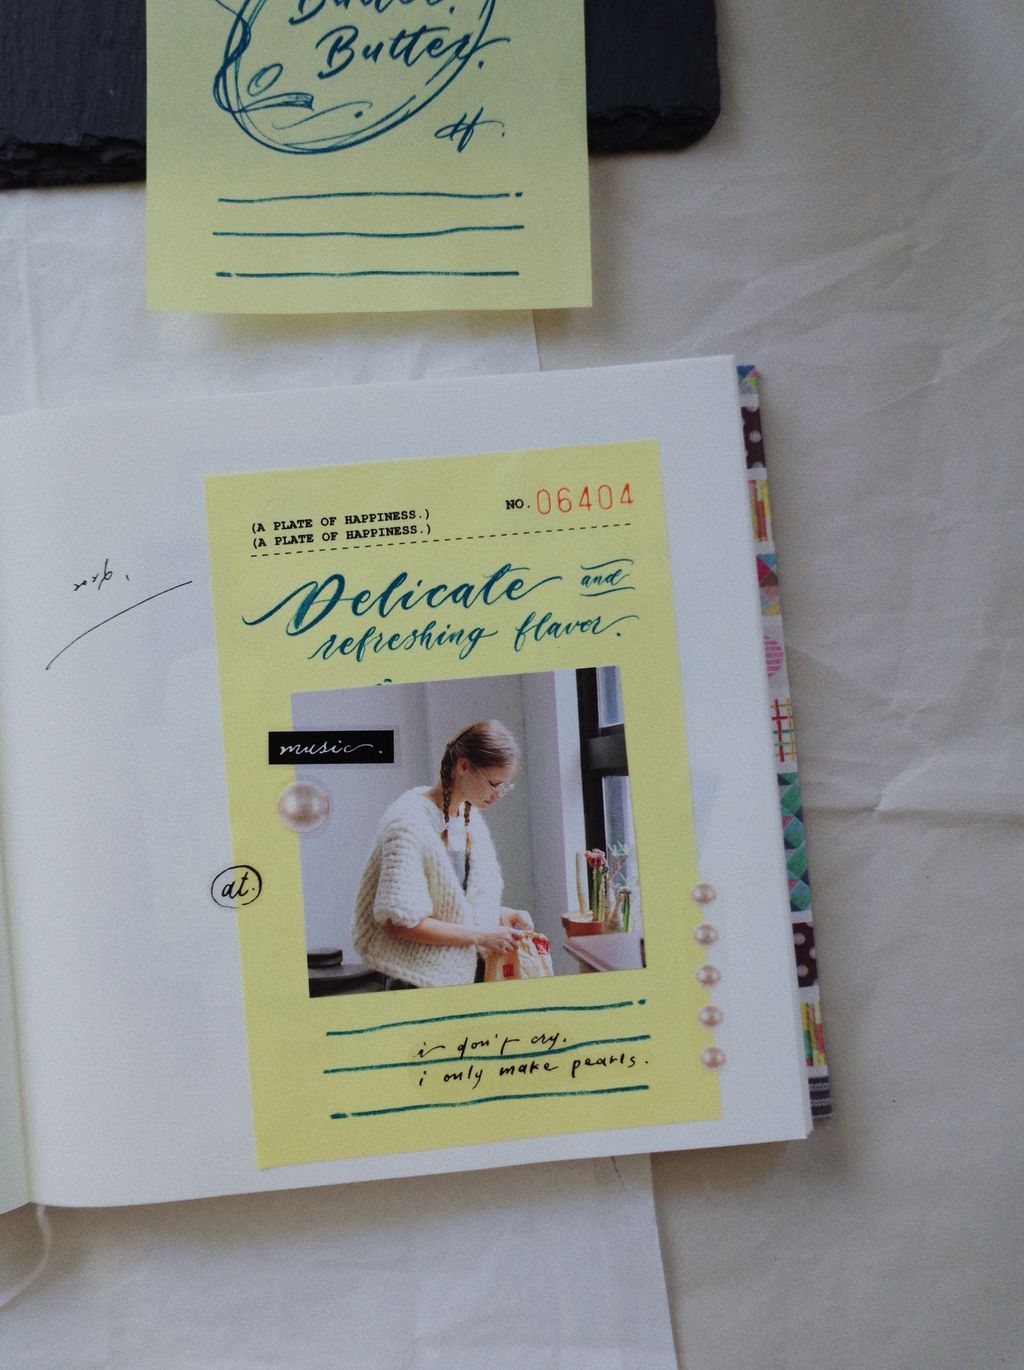 Butter.
Butter.
(A PLATE OF HAPPINESS.)
(A PLATE OF HAPPINESS.)
NO. 06404
Delicate and
refreshing flavor.
music.
at.
i don't cry.
i only make pearls.